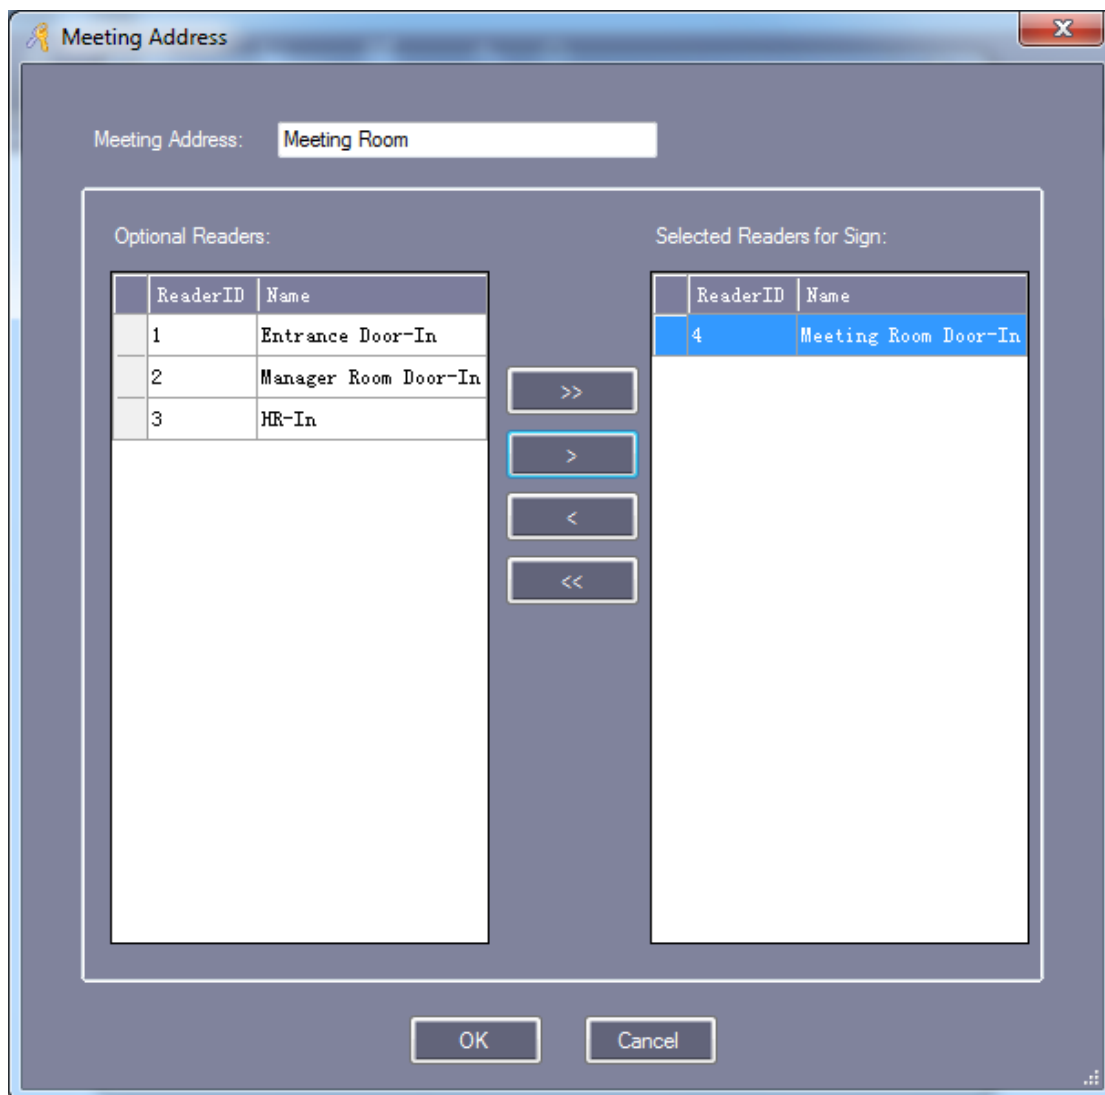 Meeting Address
Meeting Address: Meeting Room
Optional Readers:
ReaderID Name
1 Entrance Door-In
2 Manager Room Door-In
3 HR-In
>>
>
<
<<
Selected Readers for Sign:
ReaderID Name
4 Meeting Room Door-In
OK Cancel